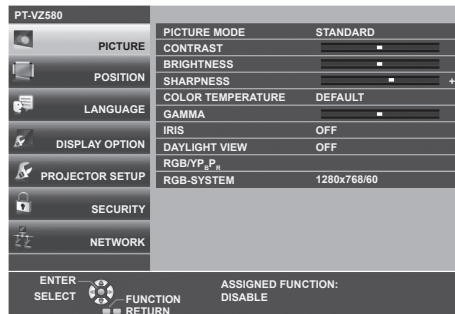 PT-VZ580
PICTURE
POSITION
LANGUAGE
DISPLAY OPTION
PROJECTOR SETUP
SECURITY
NETWORK
PICTURE MODE STANDARD
CONTRAST
BRIGHTNESS
SHARPNESS +
COLOR TEMPERATURE DEFAULT
GAMMA
IRIS OFF
DAYLIGHT VIEW OFF
RGB/YPBPR
RGB-SYSTEM 1280x768/60
ENTER
SELECT
FUNCTION
RETURN
ASSIGNED FUNCTION:
DISABLE